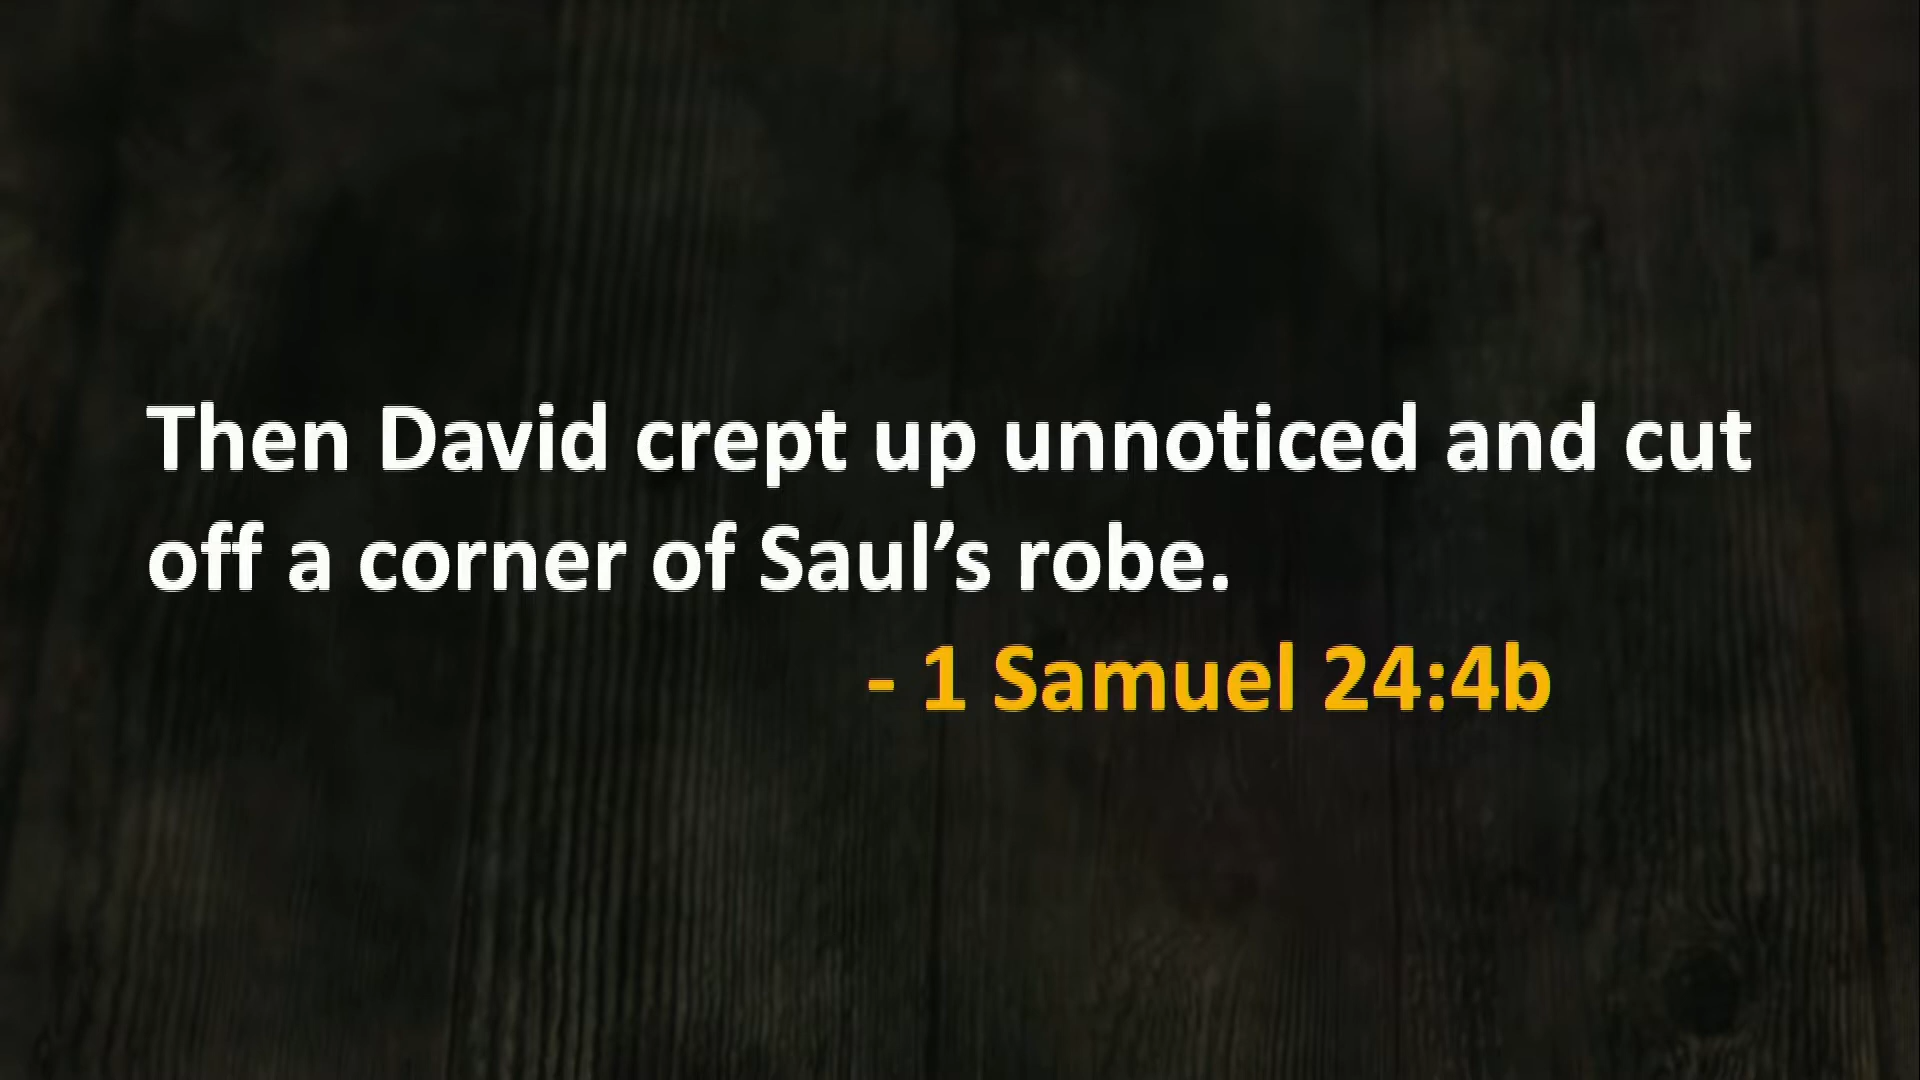 Then David crept up unnoticed and cut
off a corner of Saul’s robe.
- 1 Samuel 24:4b